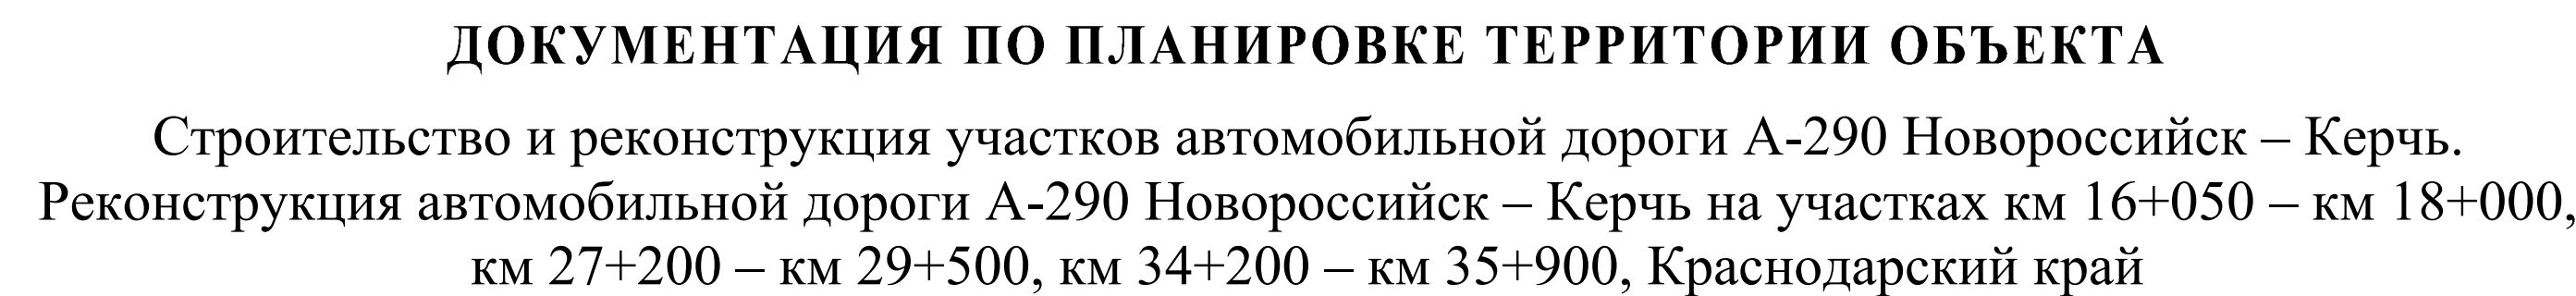 ДОКУМЕНТАЦИЯ ПО ПЛАНИРОВКЕ ТЕРРИТОРИИ ОБЪЕКТА
Строительство и реконструкция участков автомобильной дороги А-290 Новороссийск – Керчь.
Реконструкция автомобильной дороги А-290 Новороссийск – Керчь на участках км 16+050 – км 18+000,
км 27+200 – км 29+500, км 34+200 – км 35+900, Краснодарский край